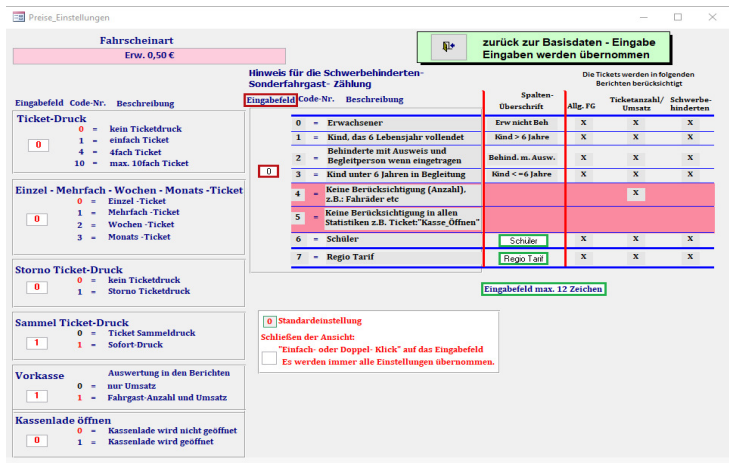 Preise_Einstellungen
Fahrscheinart
Erw. 0,50 €
zurück zur Basisdaten - Eingabe
Eingaben werden übernommen
Hinweis für die Schwerbehinderten-
Sonderfahrgast- Zählung
Die Tickets werden in folgenden
Berichten berücksichtigt
Eingabefeld Code-Nr. Beschreibung
Eingabefeld Code-Nr. Beschreibung
Spalten-
Überschrift
Allg. FG
Ticketanzahl/
Umsatz
Schwerbe-
hinderten
Ticket-Druck
0
0 = kein Ticketdruck
1 = einfach Ticket
4 = 4fach Ticket
10 = max. 10fach Ticket
Einzel - Mehrfach - Wochen - Monats -Ticket
0
0 = Einzel -Ticket
1 = Mehrfach -Ticket
2 = Wochen -Ticket
3 = Monats -Ticket
Storno Ticket-Druck
0
0 = kein Ticketdruck
1 = Storno Ticketdruck
Sammel Ticket-Druck
1
0 = Ticket Sammeldruck
1 = Sofort-Druck
Vorkasse
Auswertung in den Berichten
1
0 = nur Umsatz
1 = Fahrgast-Anzahl und Umsatz
Kassenlade öffnen
0
0 = Kassenlade wird nicht geöffnet
1 = Kassenlade wird geöffnet
0
0 = Erwachsener Erw nicht Beh X X X
1 = Kind, das 6 Lebensjahr vollendet Kind > 6 Jahre X X X
2 = Behinderte mit Ausweis und
Begleitperson wenn eingetragen Behind. m. Ausw. X X X
3 = Kind unter 6 Jahren in Begleitung Kind < =6 Jahre X X X
4 = Keine Berücksichtigung (Anzahl),
z.B.: Fahräder etc X
5 = Keine Berücksichtigung in allen
Statistiken z.B. Ticket:"Kasse_Öffnen"
6 = Schüler Schüler X X X
7 = Regio Tarif Regio Tarif X X X
Eingabefeld max. 12 Zeichen
0 Standardeinstellung
Schließen der Ansicht:
"Einfach- oder Doppel- Klick" auf das Eingabefeld
Es werden immer alle Einstellungen übernommen.